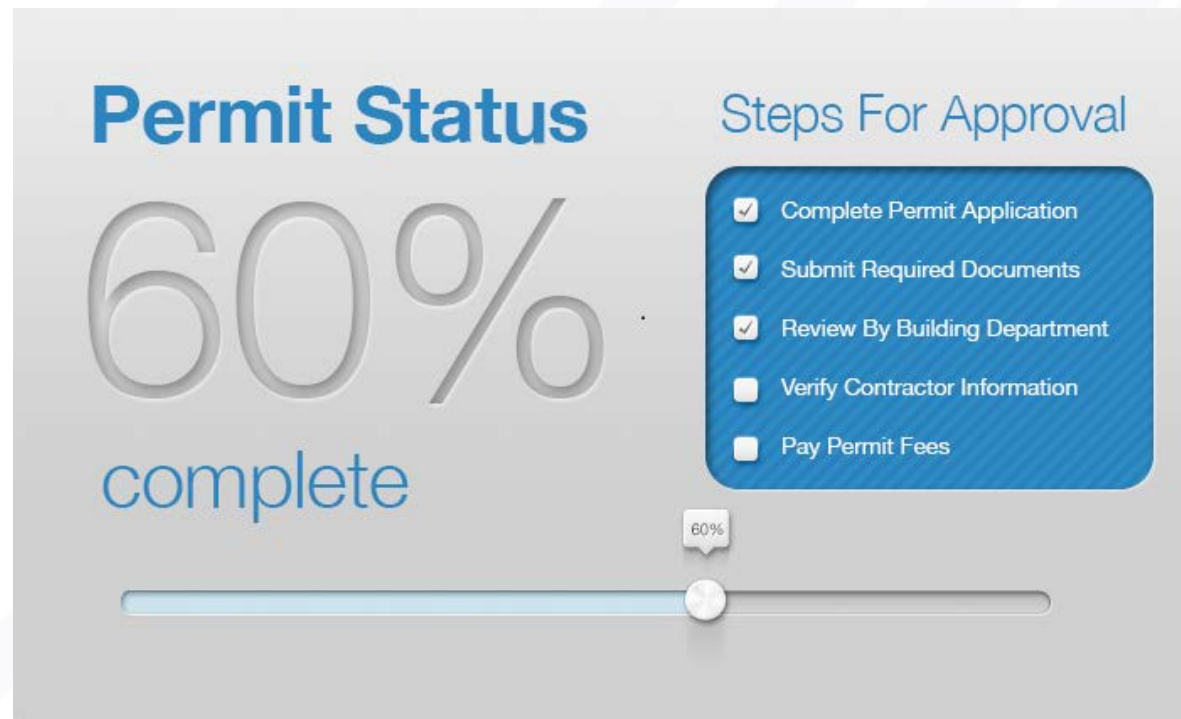 Permit Status
60%
complete
Steps For Approval
Complete Permit Application
Submit Required Documents
Review By Building Department
Verify Contractor Information
Pay Permit Fees
60%